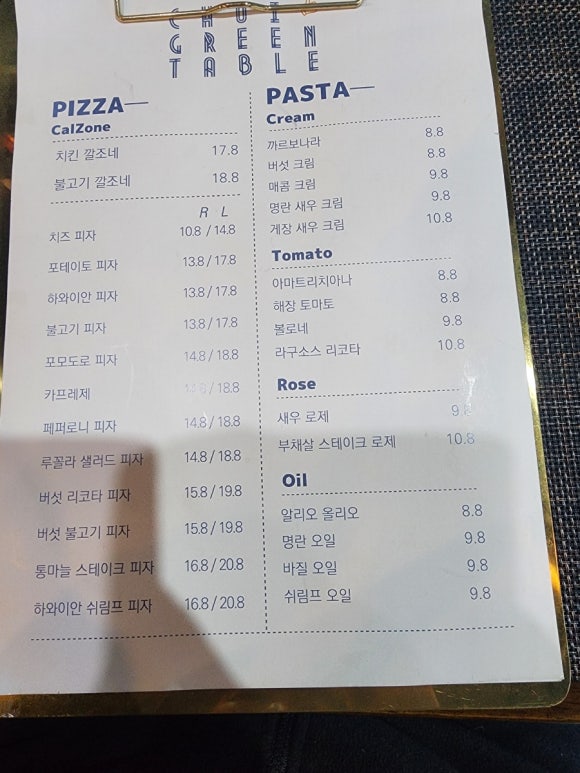 CHUI
GREEN
TABLE
PIZZA
CalZone
치킨 깔조네 17.8
불고기 깔조네 18.8
R L
치즈 피자 10.8 / 14.8
포테이토 피자 13.8 / 17.8
하와이안 피자 13.8 / 17.8
불고기 피자 13.8 / 17.8
포모도로 피자 14.8 / 18.8
카프레제 / 18.8
페퍼로니 피자 14.8 / 18.8
루꼴라 샐러드 피자 14.8 / 18.8
버섯 리코타 피자 15.8 / 19.8
버섯 불고기 피자 15.8 / 19.8
통마늘 스테이크 피자 16.8 / 20.8
하와이안 쉬림프 피자 16.8 / 20.8
PASTA
Cream
까르보나라 8.8
버섯 크림 8.8
매콤 크림 9.8
명란 새우 크림 9.8
게장 새우 크림 10.8
Tomato
아마트리치아나 8.8
해장 토마토 8.8
볼로네 9.8
라구소스 리코타 10.8
Rose
새우 로제 9.8
부채살 스테이크 로제 10.8
Oil
알리오 올리오 8.8
명란 오일 9.8
바질 오일 9.8
쉬림프 오일 9.8